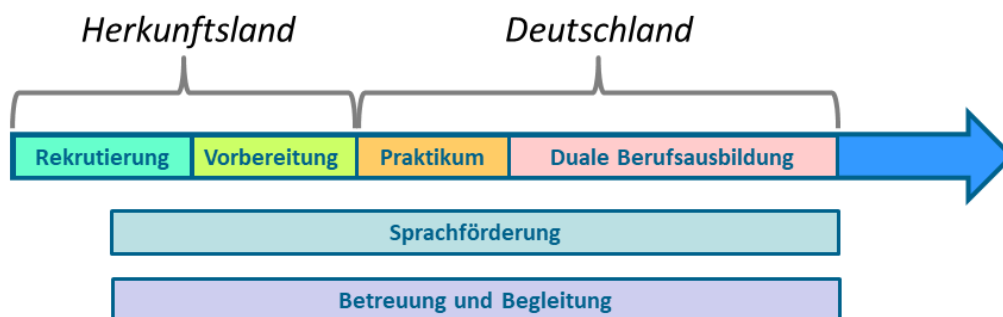 Herkunftsland Deutschland
Rekrutierung Vorbereitung Praktikum Duale Berufsausbildung
Sprachförderung
Betreuung und Begleitung